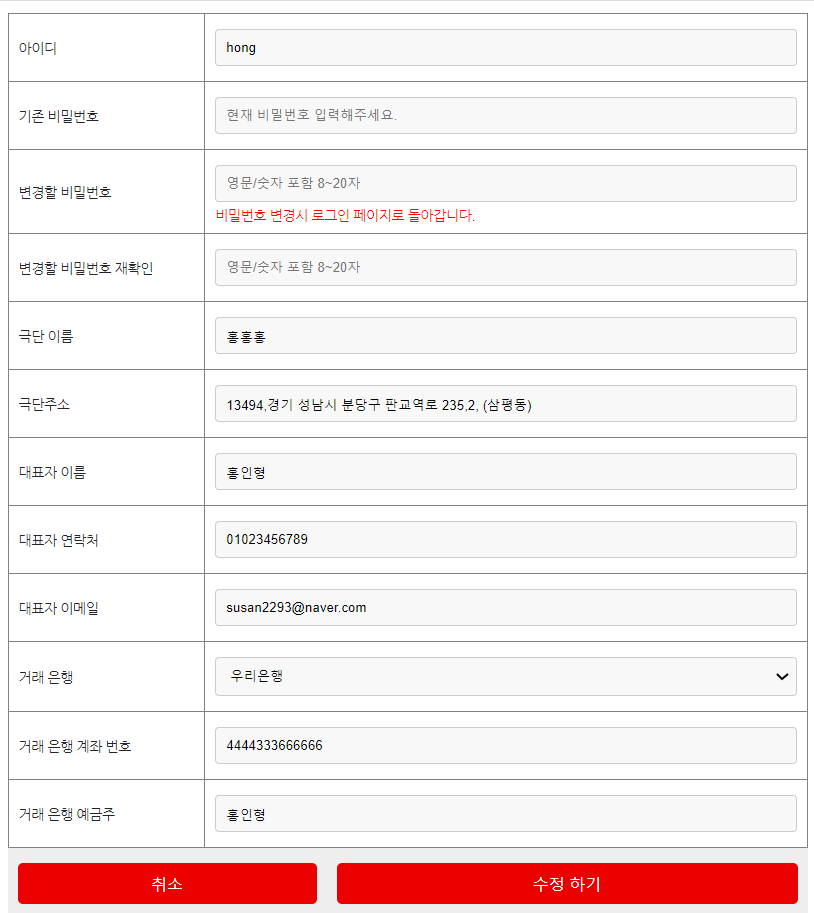 아이디
hong
기존 비밀번호
현재 비밀번호 입력해주세요.
변경할 비밀번호
영문/숫자 포함 8~20자
비밀번호 변경시 로그인 페이지로 돌아갑니다.
변경할 비밀번호 재확인
영문/숫자 포함 8~20자
극단 이름
홍홍홍
극단주소
13494,경기 성남시 분당구 판교역로 235,2, (삼평동)
대표자 이름
홍인형
대표자 연락처
01023456789
대표자 이메일
susan2293@naver.com
거래 은행
우리은행
거래 은행 계좌 번호
4444333666666
거래 은행 예금주
홍인형
취소
수정 하기